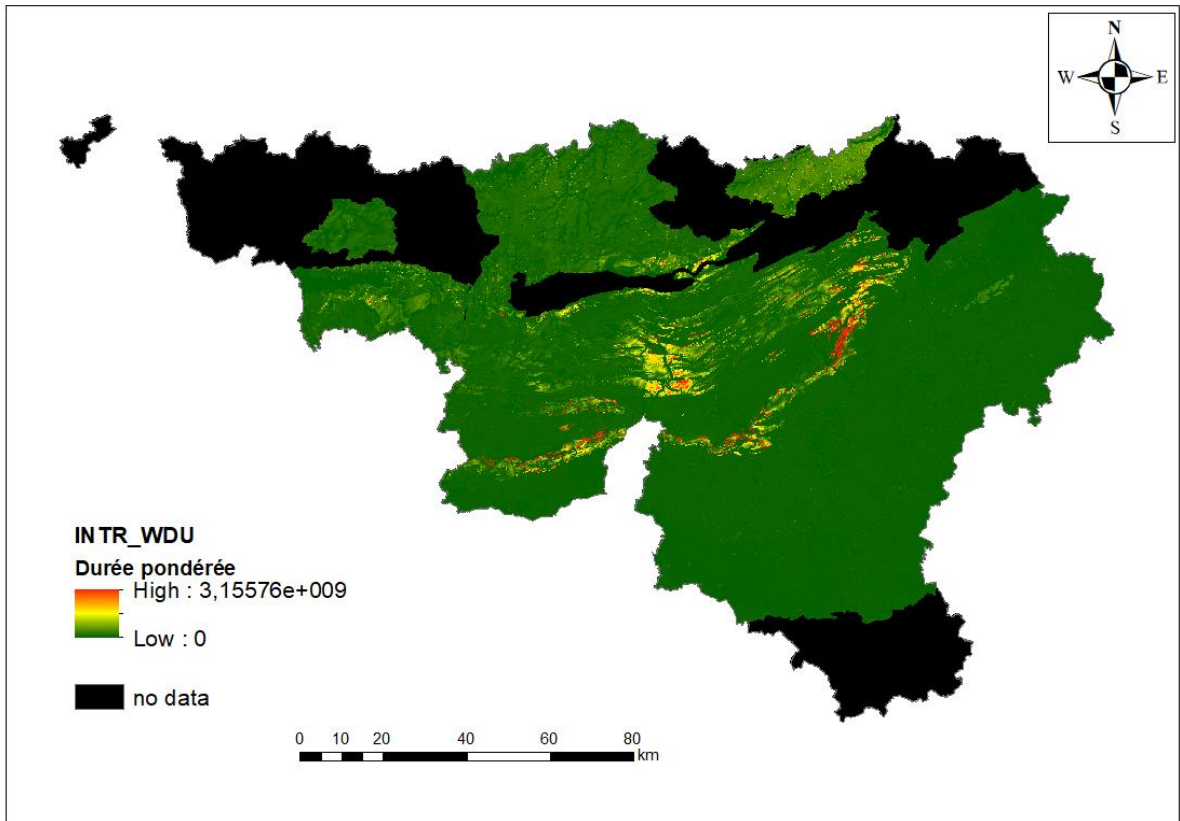 N
W E
S
INTR_WDU
Durée pondérée
High : 3,15576e+009
Low : 0
no data
0 10 20 40 60 80
km